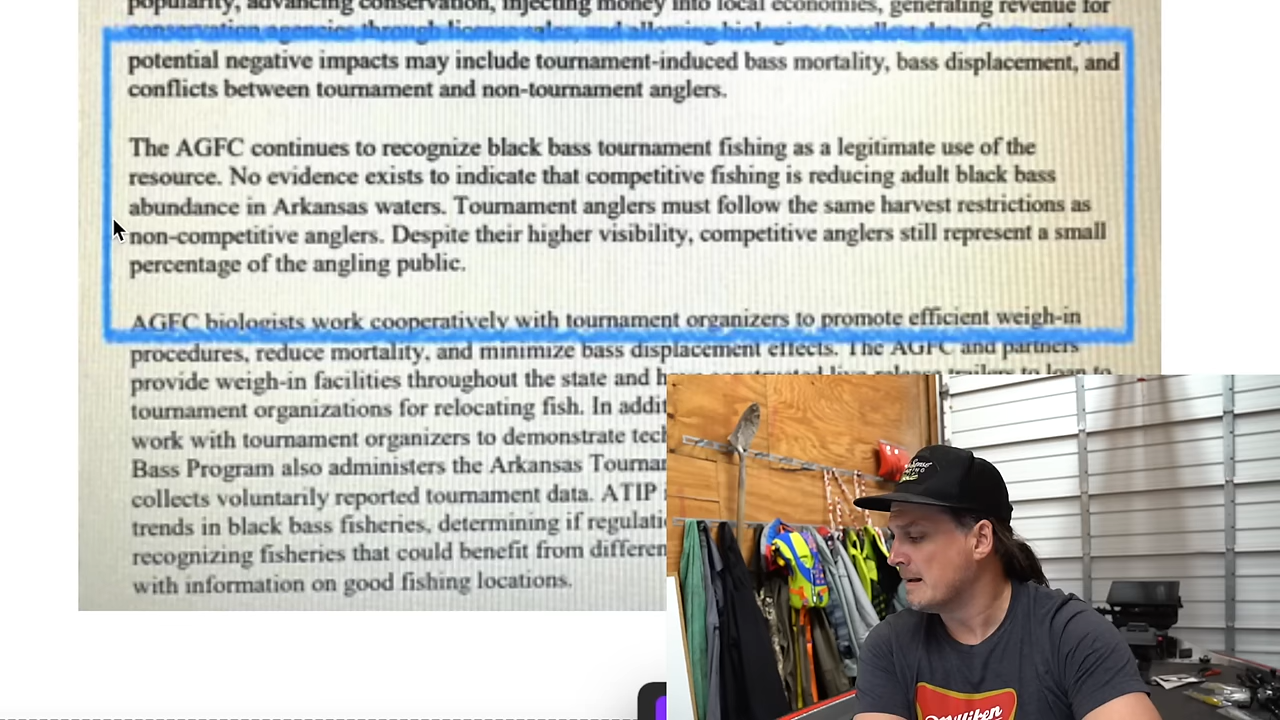 popularity, advancing conservation, injecting money into local economies, generating revenue for
conservation agencies through license sales, and allowing biologists to collect data. Conversely,
potential negative impacts may include tournament-induced bass mortality, bass displacement, and
conflicts between tournament and non-tournament anglers.
The AGFC continues to recognize black bass tournament fishing as a legitimate use of the
resource. No evidence exists to indicate that competitive fishing is reducing adult black bass
abundance in Arkansas waters. Tournament anglers must follow the same harvest restrictions as
non-competitive anglers. Despite their higher visibility, competitive anglers still represent a small
percentage of the angling public.
AGFC biologists work cooperatively with tournament organizers to promote efficient weigh-in
procedures, reduce mortality, and minimize bass displacement effects. The AGFC and partners
provide weigh-in facilities throughout the state and have constructed live release trailers to loan to
tournament organizations for relocating fish. In
work with tournament organizers to demonstrate
Bass Program also administers the Arkansas
collects voluntarily reported tournament data. ATIP
trends in black bass fisheries, determining if
recognizing fisheries that could benefit from
with information on good fishing locations.
Milliken